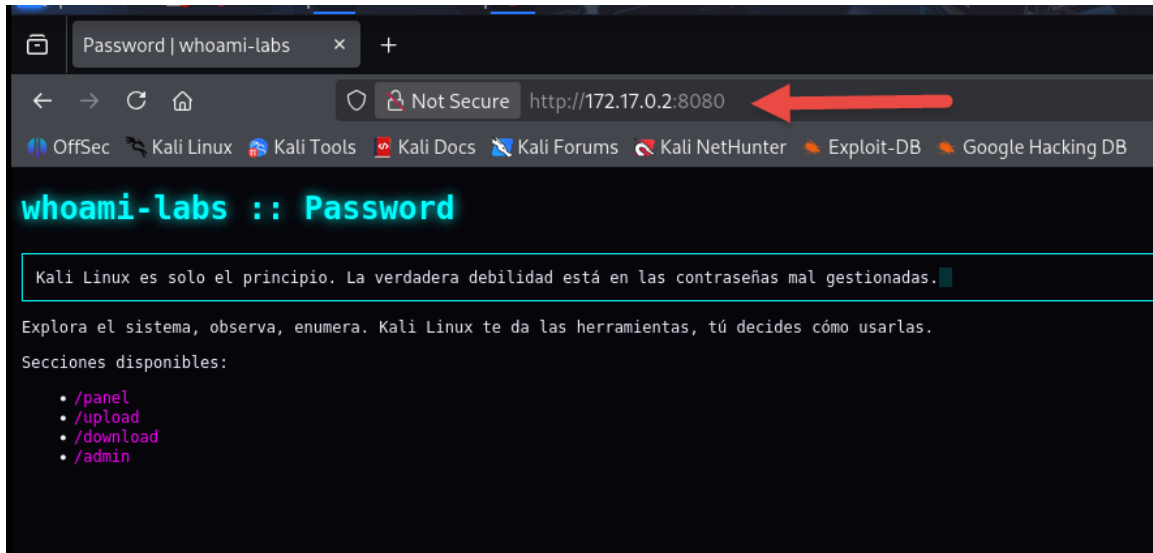 Password | whoami-labs
Not Secure http://172.17.0.2:8080
OffSec Kali Linux Kali Tools Kali Docs Kali Forums Kali NetHunter Exploit-DB Google Hacking DB
whoami-labs :: Password
Kali Linux es solo el principio. La verdadera debilidad está en las contraseñas mal gestionadas.
Explora el sistema, observa, enumera. Kali Linux te da las herramientas, tú decides cómo usarlas.
Secciones disponibles:
/panel
/upload
/download
/admin